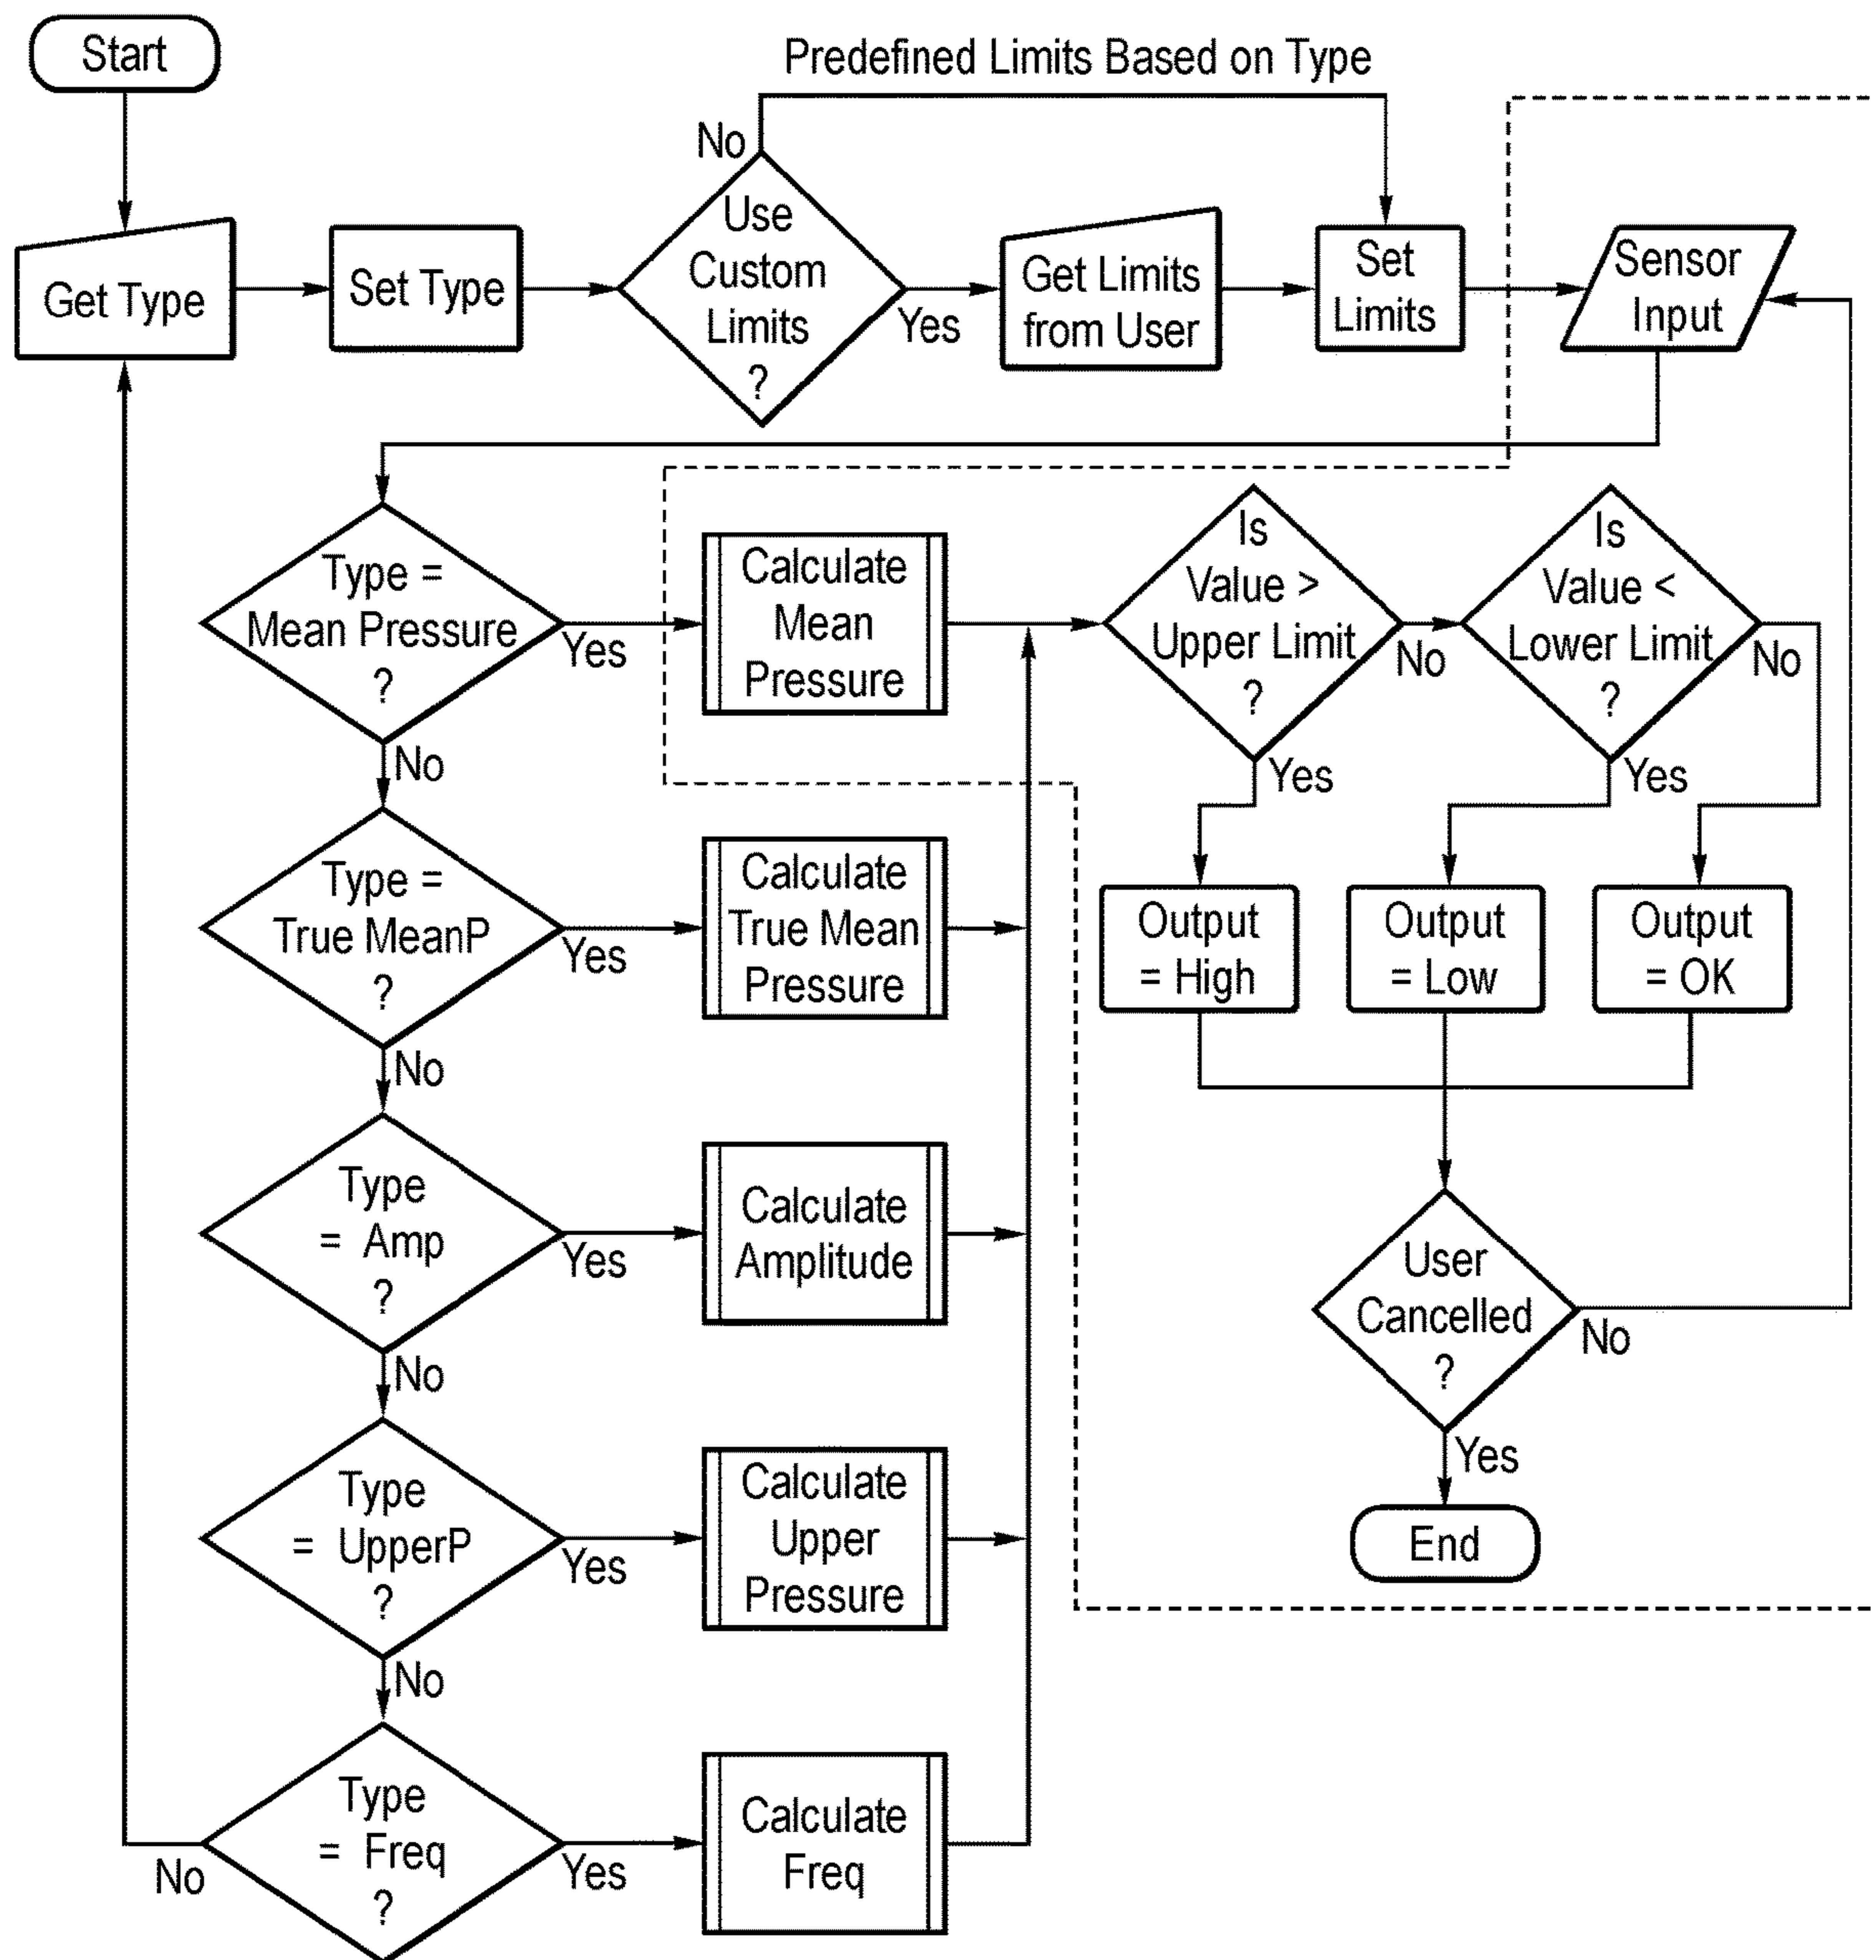 Start
Predefined Limits Based on Type
No
Get Type
Set Type
Use
Custom
Limits
?
Yes
Get Limits
from User
Set
Limits
Sensor
Input
Type =
Mean Pressure
?
Yes
No
Calculate
Mean
Pressure
Is
Value >
Upper Limit
?
No
Yes
Is
Value <
Lower Limit
?
No
Yes
Type =
True MeanP
?
Yes
No
Calculate
True Mean
Pressure
Output
= High
Output
= Low
Output
= OK
Type
= Amp
?
Yes
No
Calculate
Amplitude
User
Cancelled
?
No
Yes
End
Type
= UpperP
?
Yes
No
Calculate
Upper
Pressure
Type
= Freq
?
No
Yes
Calculate
Freq